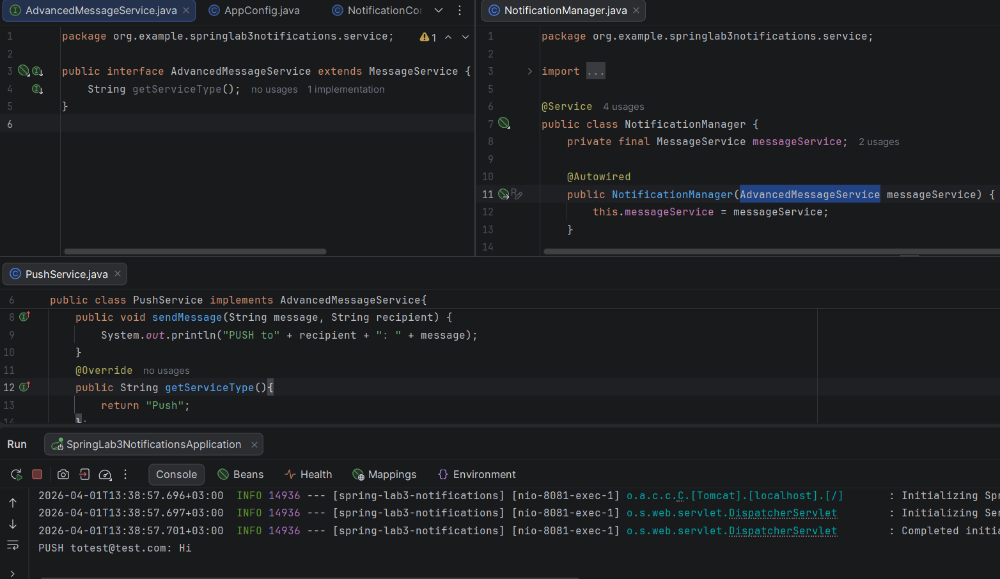 AdvancedMessageService.java
AppConfig.java
NotificationCo
1 package org.example.springlab3notifications.service;
1
2
3 public interface AdvancedMessageService extends MessageService {
4 String getServiceType(); no usages 1 implementation
5 }
6
NotificationManager.java
1 package org.example.springlab3notifications.service;
2
3 import ...
5
6 @Service 4 usages
7 public class NotificationManager {
8 private final MessageService messageService; 2 usages
9
10 @Autowired
11 public NotificationManager(AdvancedMessageService messageService) {
12 this.messageService = messageService;
13 }
14
PushService.java
6 public class PushService implements AdvancedMessageService{
8 public void sendMessage(String message, String recipient) {
9 System.out.println("PUSH to" + recipient + ": " + message);
10 }
11 @Override no usages
12 public String getServiceType(){
13 return "Push";
14 }
Run SpringLab3NotificationsApplication
Console Beans Health Mappings Environment
2026-04-01T13:38:57.696+03:00 INFO 14936 --- [spring-lab3-notifications] [nio-8081-exec-1] o.a.c.c.C.[Tomcat].[localhost].[/] : Initializing Sp
2026-04-01T13:38:57.697+03:00 INFO 14936 --- [spring-lab3-notifications] [nio-8081-exec-1] o.s.web.servlet.DispatcherServlet : Initializing Se
2026-04-01T13:38:57.701+03:00 INFO 14936 --- [spring-lab3-notifications] [nio-8081-exec-1] o.s.web.servlet.DispatcherServlet : Completed initi
PUSH totest@test.com: Hi